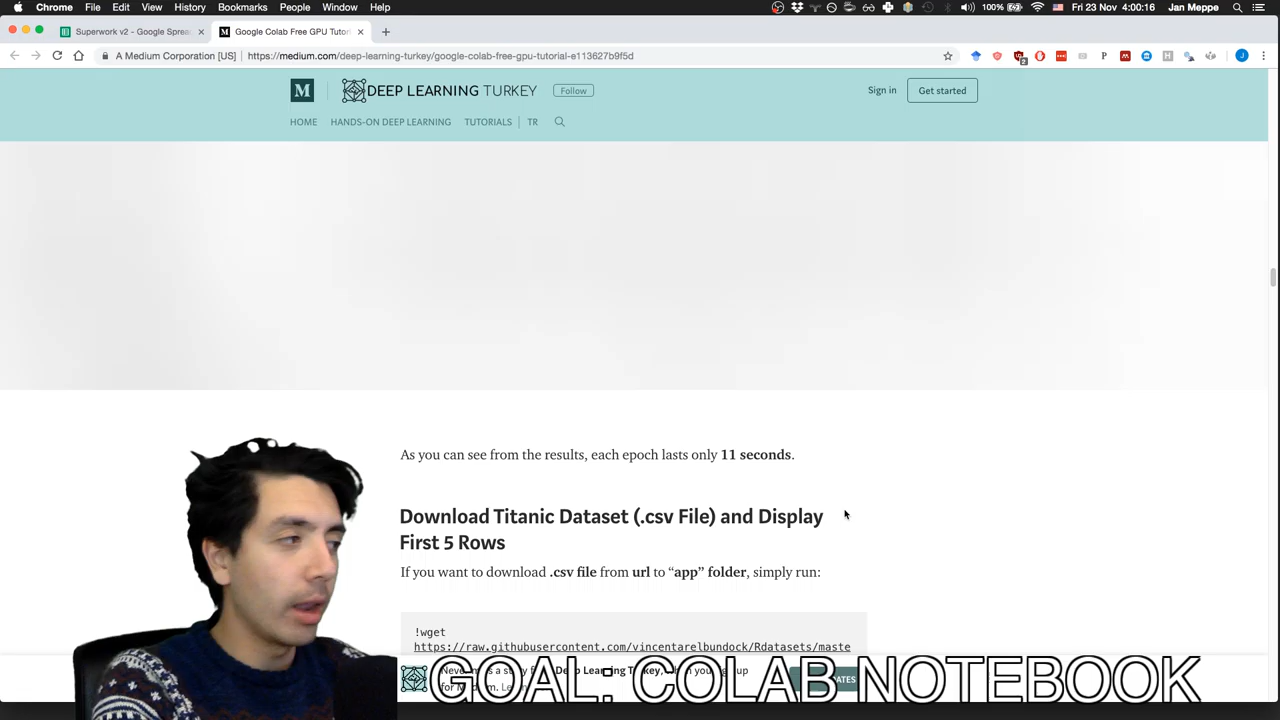 Chrome File Edit View History Bookmarks People Window Help
100% Fri 23 Nov 04:00:16 Jan Meppe
Superwork v2 - Google Spread
Google Colab Free GPU Tutori
A Medium Corporation [US] https://medium.com/deep-learning-turkey/google-colab-free-gpu-tutorial-e113627b9f5d
M DEEP LEARNING TURKEY Follow
Sign in Get started
HOME HANDS-ON DEEP LEARNING TUTORIALS TR
As you can see from the results, each epoch lasts only 11 seconds.
Download Titanic Dataset (.csv File) and Display
First 5 Rows
If you want to download .csv file from url to “app” folder, simply run:
!wget
https://raw.githubusercontent.com/vincentarelbundock/Rdatasets/maste
GOAL: COLAB NOTEBOOK